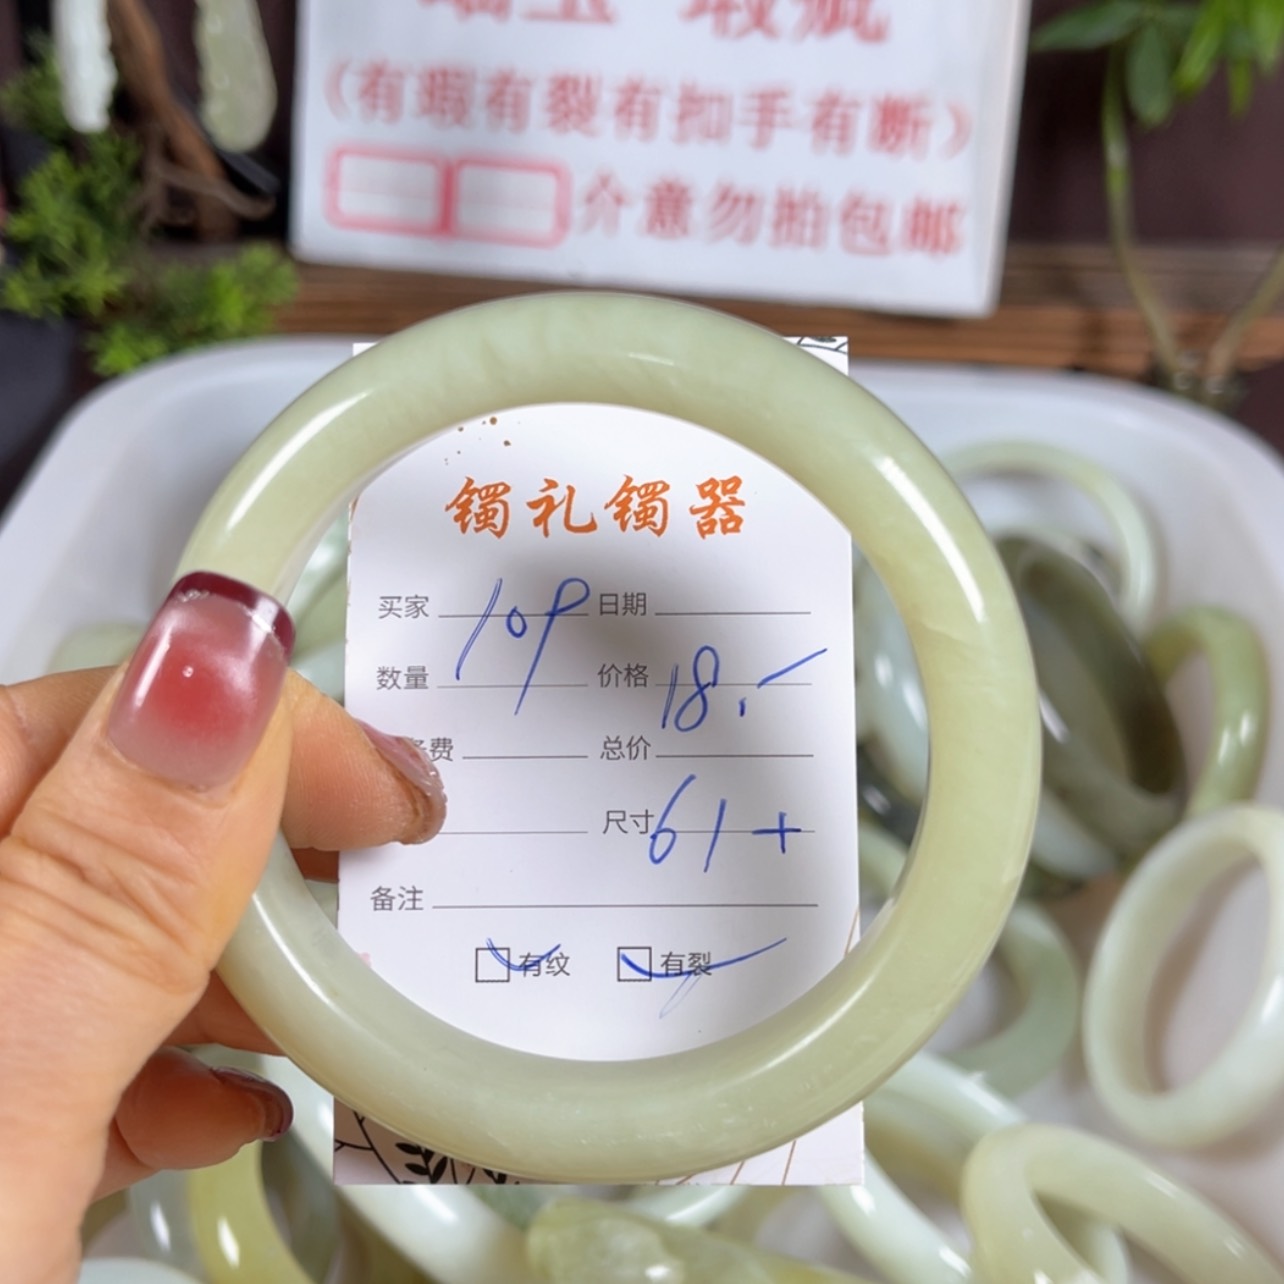 (有瑕有裂有扣手有断)
介意勿拍包邮
镯礼镯器
买家 109 日期
数量 价格 18.-
费 总价
尺寸 61+
备注
有纹 有裂